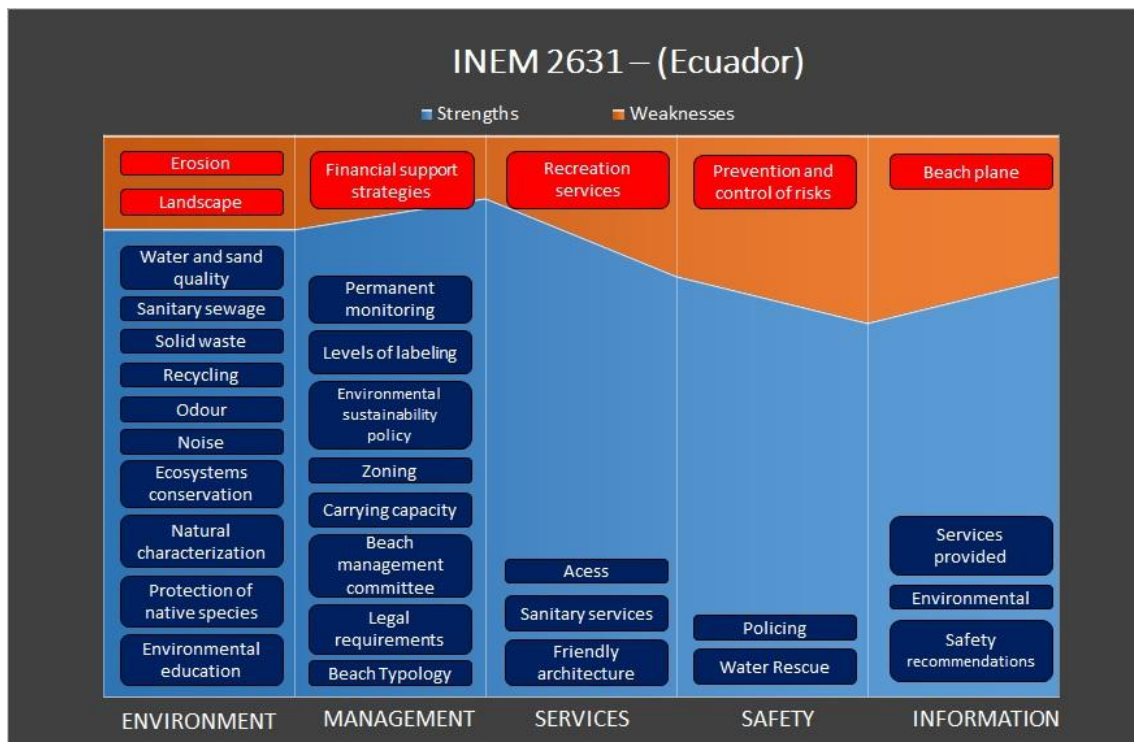 INEM 2631 – (Ecuador)
Strengths
Weaknesses
Erosion
Landscape
Water and sand
quality
Sanitary sewage
Solid waste
Recycling
Odour
Noise
Ecosystems
conservation
Natural
characterization
Protection of
native species
Environmental
education
ENVIRONMENT
Financial support
strategies
Permanent
monitoring
Levels of labeling
Environmental
sustainability
policy
Zoning
Carrying capacity
Beach
management
committee
Legal
requirements
Beach Typology
MANAGEMENT
Recreation
services
Acess
Sanitary services
Friendly
architecture
SERVICES
Prevention and
control of risks
Policing
Water Rescue
SAFETY
Beach plane
Services
provided
Environmental
Safety
recommendations
INFORMATION